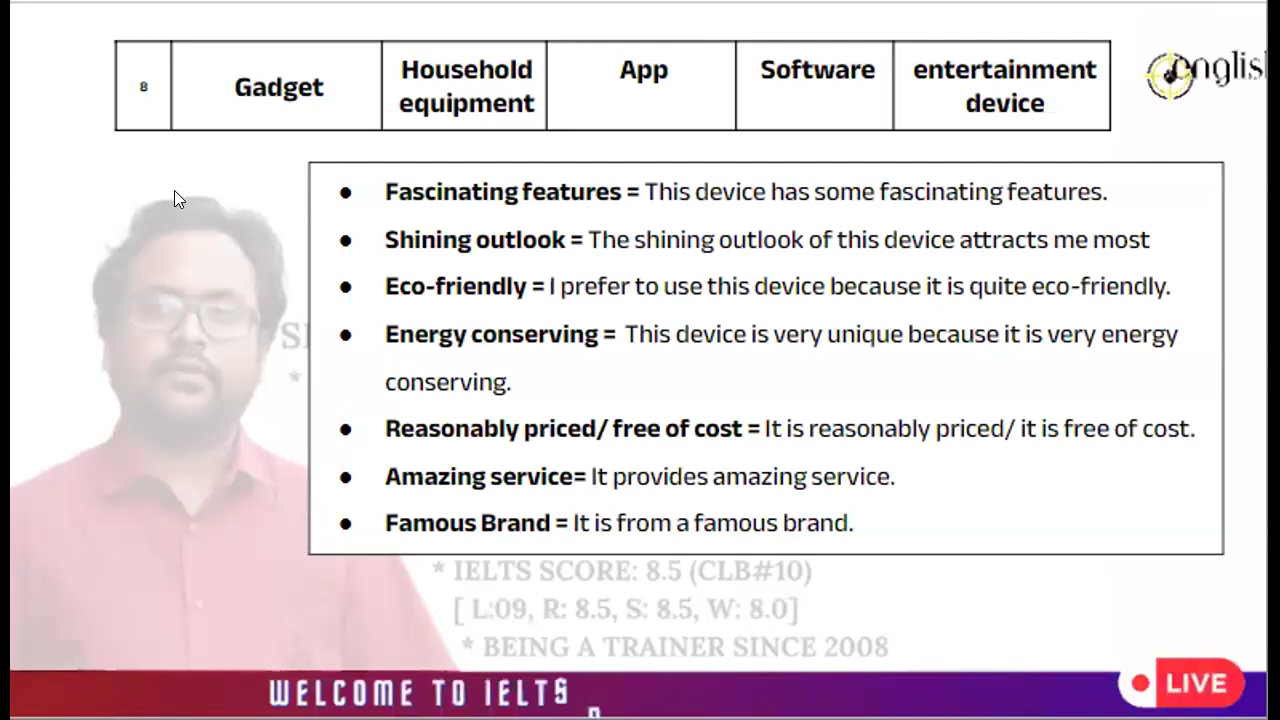 8 Gadget Household equipment App Software entertainment device
● Fascinating features = This device has some fascinating features.
● Shining outlook = The shining outlook of this device attracts me most
● Eco-friendly = I prefer to use this device because it is quite eco-friendly.
● Energy conserving = This device is very unique because it is very energy
conserving.
● Reasonably priced/ free of cost = It is reasonably priced/ it is free of cost.
● Amazing service= It provides amazing service.
● Famous Brand = It is from a famous brand.
* IELTS SCORE: 8.5 (CLB#10)
[ L:09, R: 8.5, S: 8.5, W: 8.0]
* BEING A TRAINER SINCE 2008
WELCOME TO IELTS
LIVE